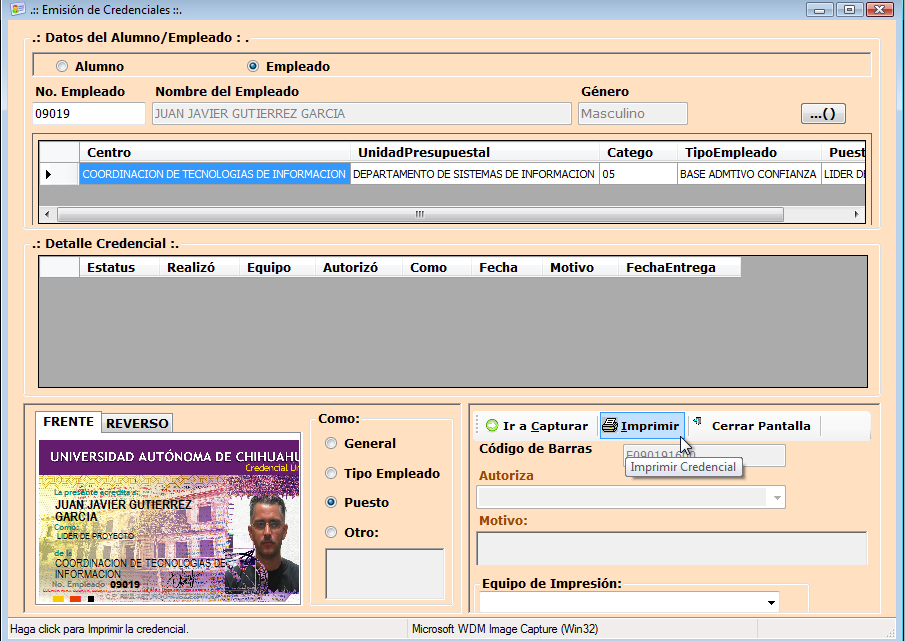 .:: Emisión de Credenciales ::.
.: Datos del Alumno/Empleado : .
Alumno
Empleado
No. Empleado
Nombre del Empleado
Género
09019
JUAN JAVIER GUTIERREZ GARCIA
Masculino
...()
Centro UnidadPresupuestal Catego TipoEmpleado Puest
COORDINACION DE TECNOLOGIAS DE INFORMACION DEPARTAMENTO DE SISTEMAS DE INFORMACION 05 BASE ADMTIVO CONFIANZA LIDER DE
.: Detalle Credencial :.
Estatus Realizó Equipo Autorizó Como Fecha Motivo FechaEntrega
FRENTE REVERSO
UNIVERSIDAD AUTÓNOMA DE CHIHUAHU
Credencial Un
La presente acredita a:
JUAN JAVIER GUTIERREZ
GARCIA
Como:
LIDER DE PROYECTO
de la
COORDINACION DE TECNOLOGIAS DE
INFORMACION
No. Empleado 09019
Como:
General
Tipo Empleado
Puesto
Otro:
Ir a Capturar
Imprimir
Cerrar Pantalla
Código de Barras
Imprimir Credencial
Autoriza
Motivo:
Equipo de Impresión:
Haga click para Imprimir la credencial.
Microsoft WDM Image Capture (Win32)